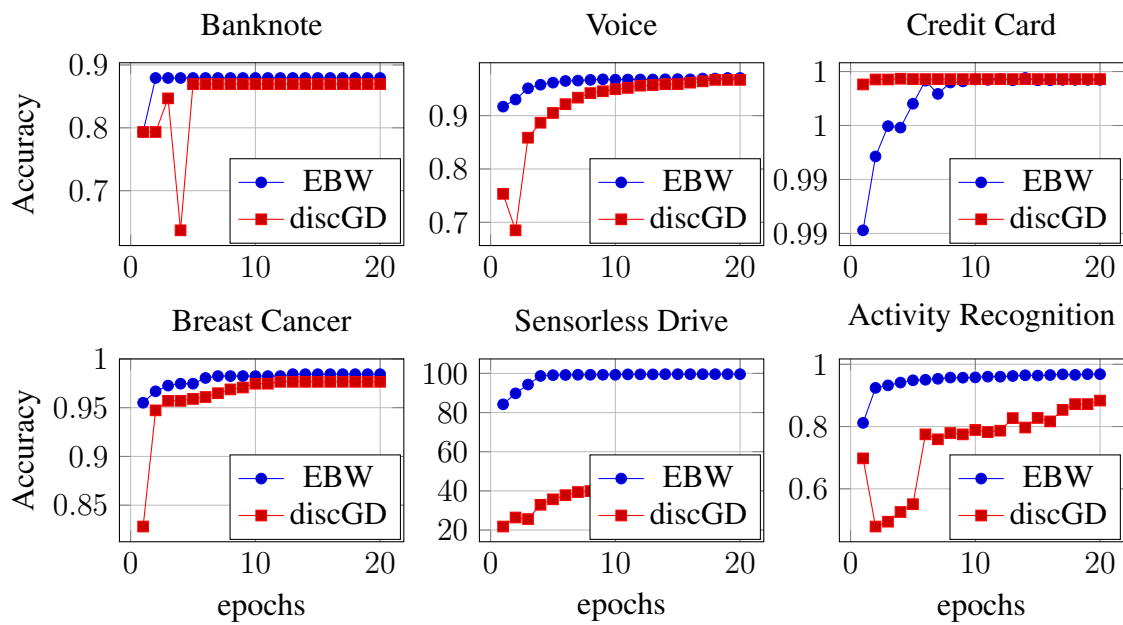 Banknote
Voice
Credit Card
Accuracy
0.9
0.8
0.7
0
10
20
EBW
discGD
0.9
0.8
0.7
0
10
20
EBW
discGD
1
1
0.99
0.99
0
10
20
EBW
discGD
Breast Cancer
Sensorless Drive
Activity Recognition
Accuracy
1
0.95
0.9
0.85
0
10
20
EBW
discGD
epochs
100
80
60
40
20
0
10
20
EBW
discGD
epochs
1
0.8
0.6
0
10
20
EBW
discGD
epochs